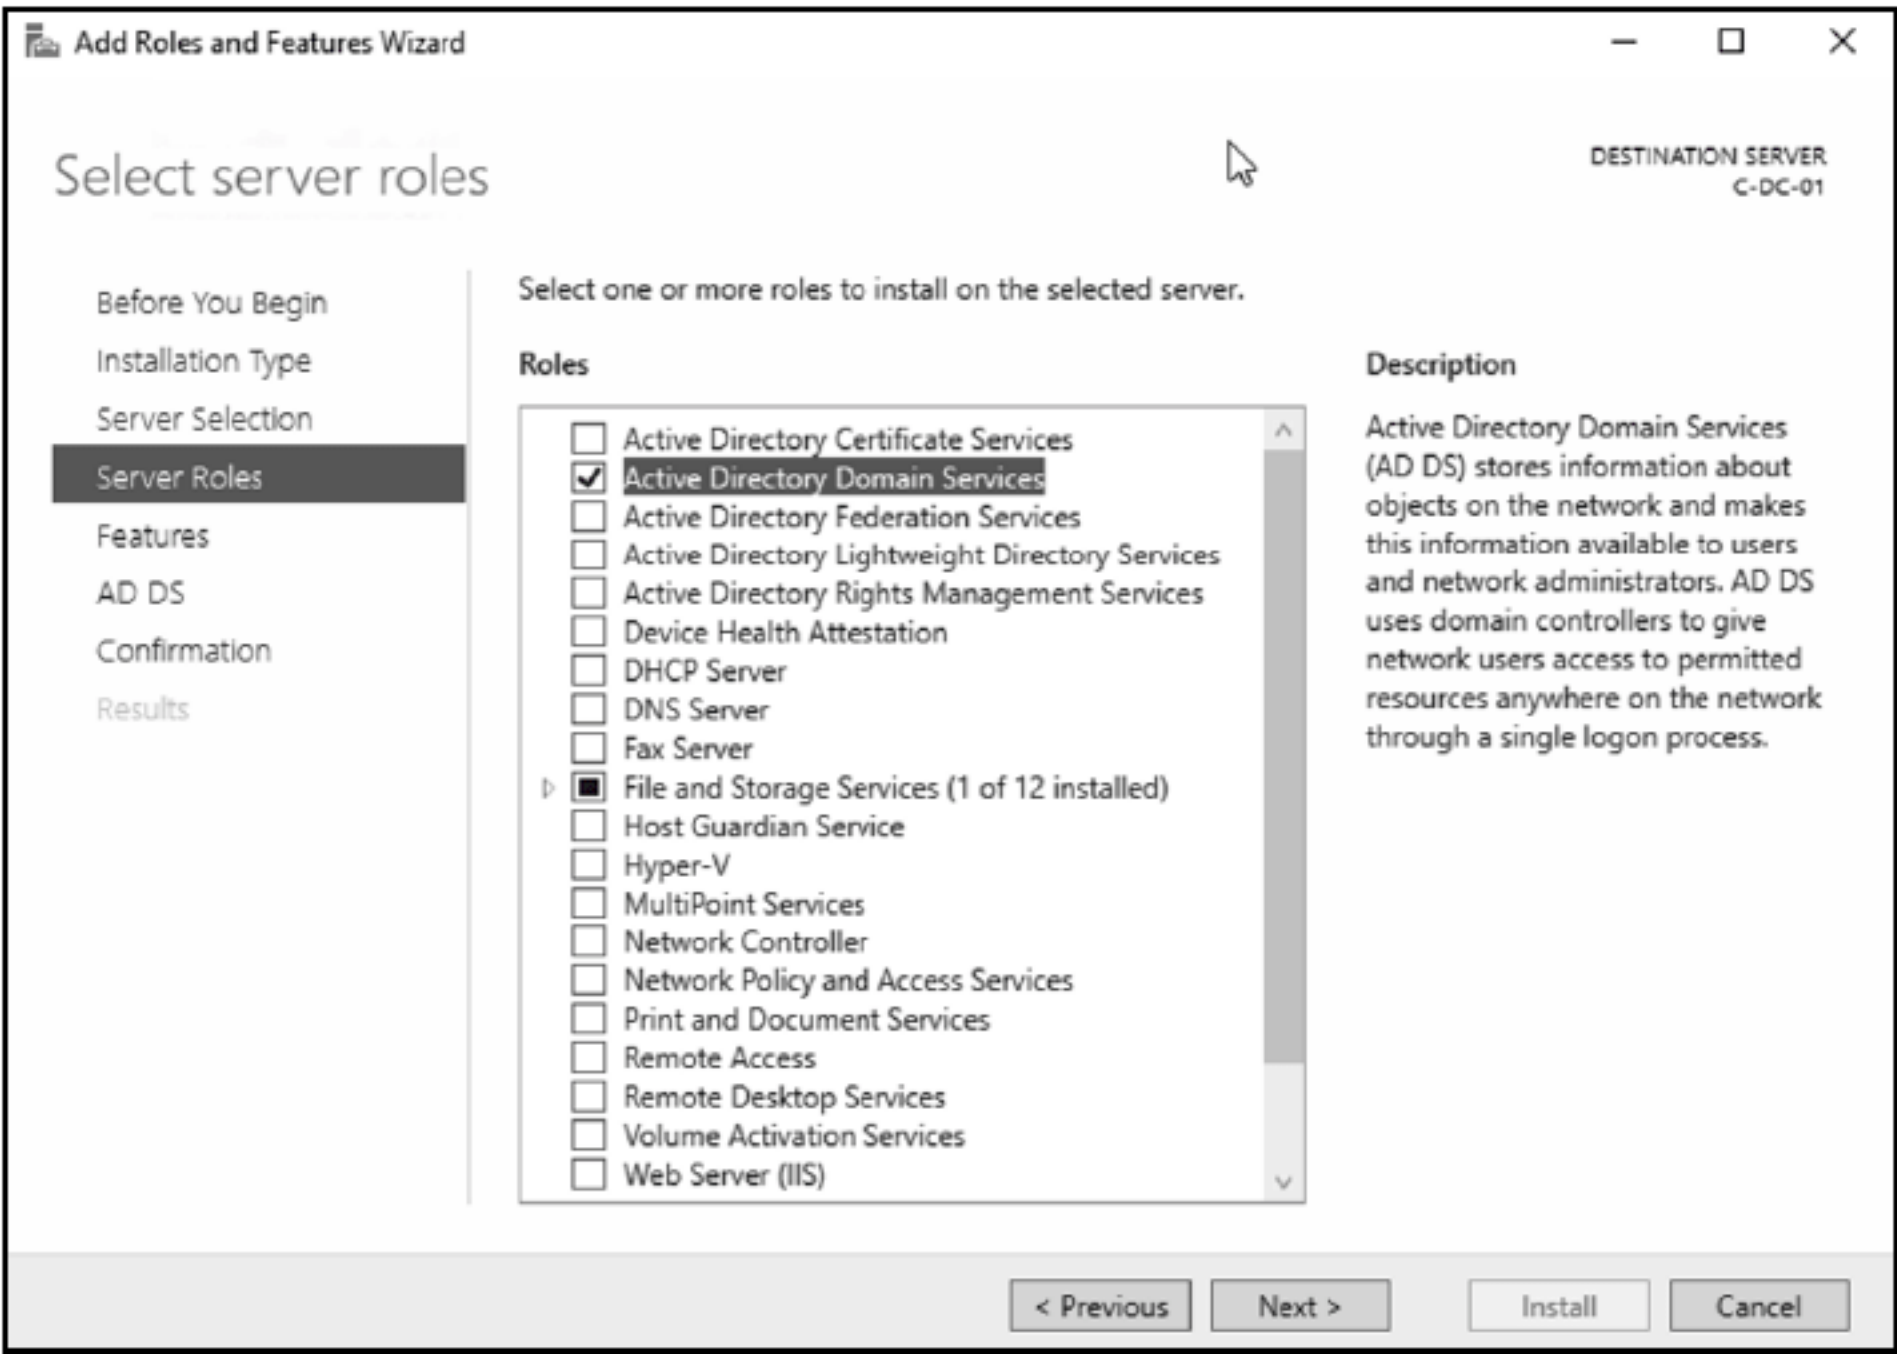 Add Roles and Features Wizard
Select server roles
DESTINATION SERVER
C-DC-01
Before You Begin
Installation Type
Server Selection
Server Roles
Features
AD DS
Confirmation
Results
Select one or more roles to install on the selected server.
Roles
Active Directory Certificate Services
Active Directory Domain Services
Active Directory Federation Services
Active Directory Lightweight Directory Services
Active Directory Rights Management Services
Device Health Attestation
DHCP Server
DNS Server
Fax Server
File and Storage Services (1 of 12 installed)
Host Guardian Service
Hyper-V
MultiPoint Services
Network Controller
Network Policy and Access Services
Print and Document Services
Remote Access
Remote Desktop Services
Volume Activation Services
Web Server (IIS)
Description
Active Directory Domain Services
(AD DS) stores information about
objects on the network and makes
this information available to users
and network administrators. AD DS
uses domain controllers to give
network users access to permitted
resources anywhere on the network
through a single logon process.
< Previous
Next >
Install
Cancel